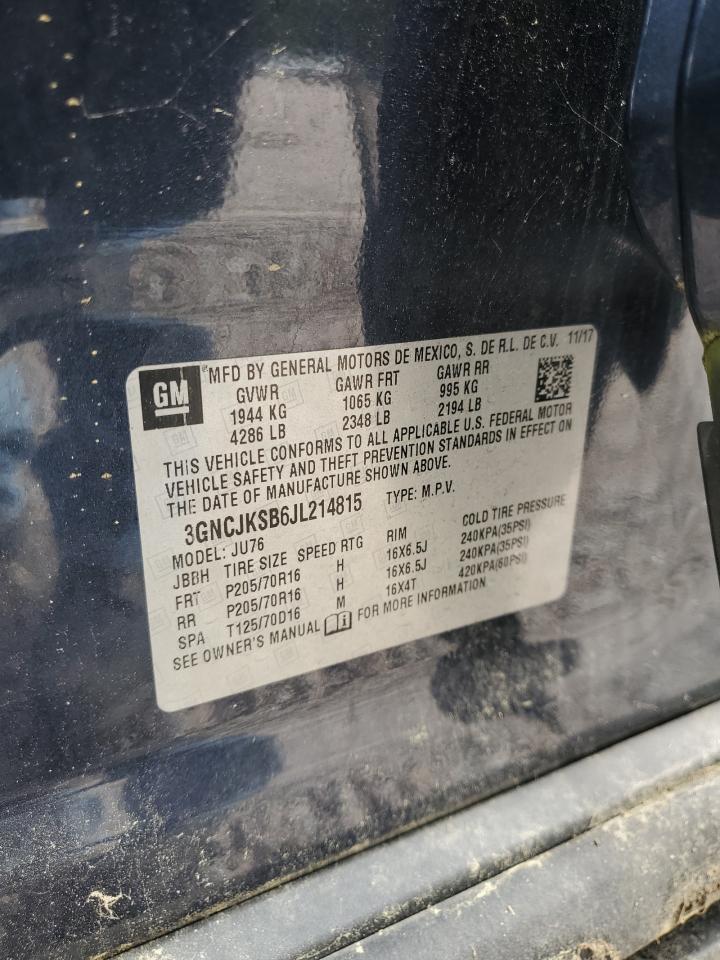 GM
MFD BY GENERAL MOTORS DE MEXICO, S. DE R.L. DE C.V. 11/17
GVWR GAWR FRT GAWR RR
1944 KG 1065 KG 995 KG
4286 LB 2348 LB 2194 LB
THIS VEHICLE CONFORMS TO ALL APPLICABLE U.S. FEDERAL MOTOR
VEHICLE SAFETY AND THEFT PREVENTION STANDARDS IN EFFECT ON
THE DATE OF MANUFACTURE SHOWN ABOVE.
3GNCJKSB6JL214815 TYPE: M.P.V.
MODEL: JU76
JBBH TIRE SIZE SPEED RTG RIM COLD TIRE PRESSURE
FRT P205/70R16 H 16X6.5J 240KPA(35PSI)
RR P205/70R16 H 16X6.5J 240KPA(35PSI)
SPA T125/70D16 M 16X4T 420KPA(60PSI)
SEE OWNER'S MANUAL FOR MORE INFORMATION